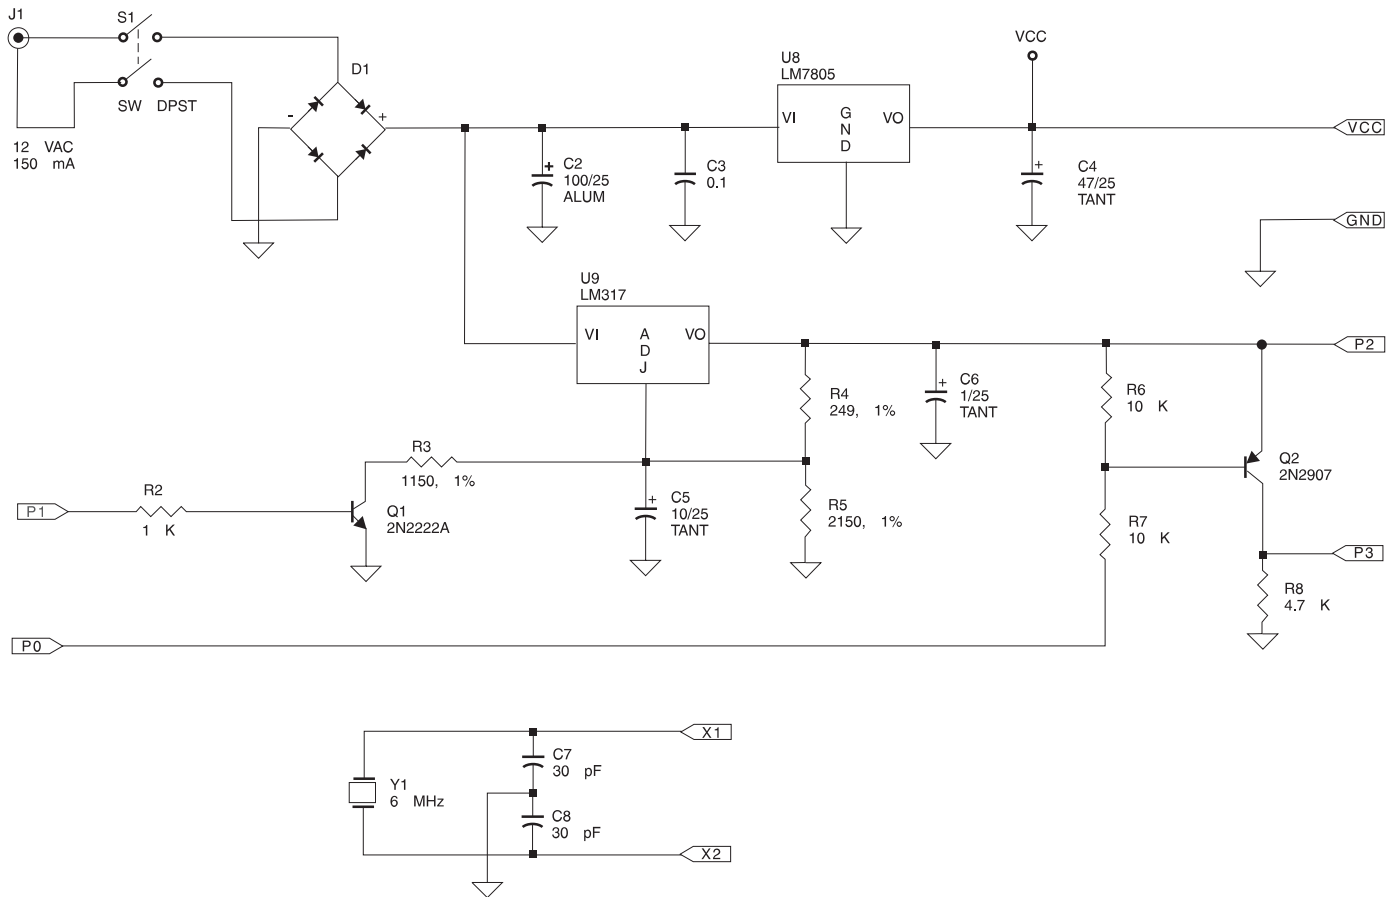 J1
S1
SW DPST
12 VAC
150 mA
D1
-
+
+
C2
100/25
ALUM
C3
0.1
U8
LM7805
VI
G
N
D
VO
VCC
VCC
+
C4
47/25
TANT
GND
U9
LM317
VI
A
D
J
VO
P2
R4
249, 1%
+
C6
1/25
TANT
R6
10 K
Q2
2N2907
R3
1150, 1%
P1
R2
1 K
Q1
2N2222A
+
C5
10/25
TANT
R5
2150, 1%
R7
10 K
P3
R8
4.7 K
P0
X1
C7
30 pF
Y1
6 MHz
C8
30 pF
X2